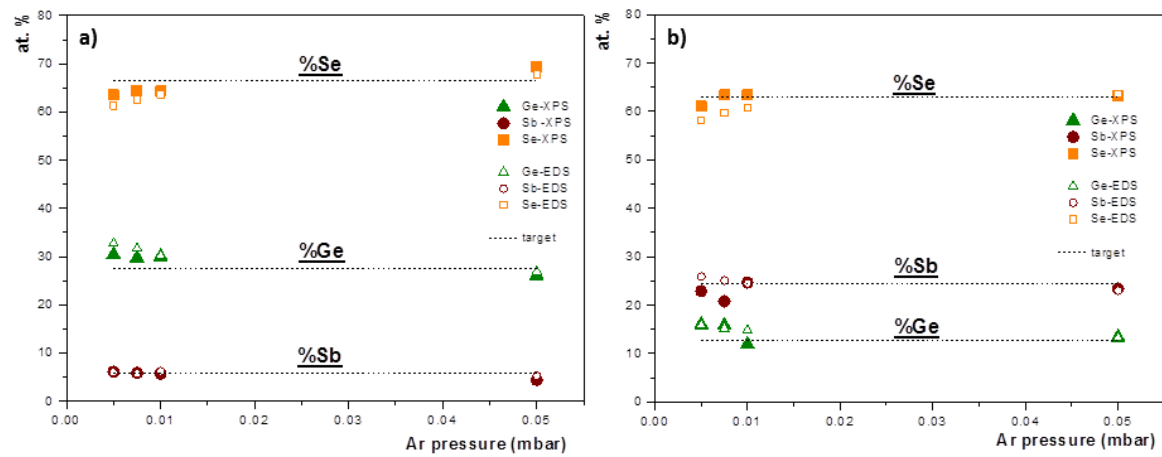 a)
at. %
80
70
60
50
40
30
20
10
0
%Se
%Ge
%Sb
Ge-XPS
Sb-XPS
Se-XPS
Ge-EDS
Sb-EDS
Se-EDS
target
0.00 0.01 0.02 0.03 0.04 0.05
Ar pressure (mbar)
b)
at. %
80
70
60
50
40
30
20
10
0
%Se
%Sb
%Ge
Ge-XPS
Sb-XPS
Se-XPS
Ge-EDS
Sb-EDS
Se-EDS
target
0.00 0.01 0.02 0.03 0.04 0.05
Ar pressure (mbar)